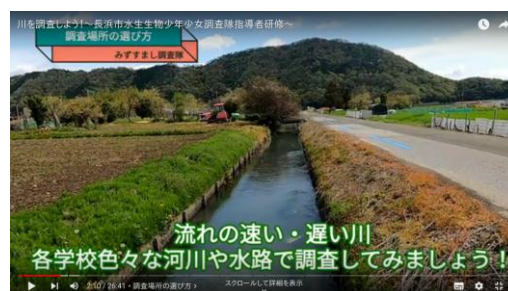 川を調査しよう!~長浜市水生生物少年少女調査隊指導者研修~
調査場所の選び方
みずすまし調査隊
流れの速い・遅い川
各学校色々な河川や水路で調査してみましょう!
2:10 / 26:41・調査場所の選び方 ›
スクロールして詳細を表示